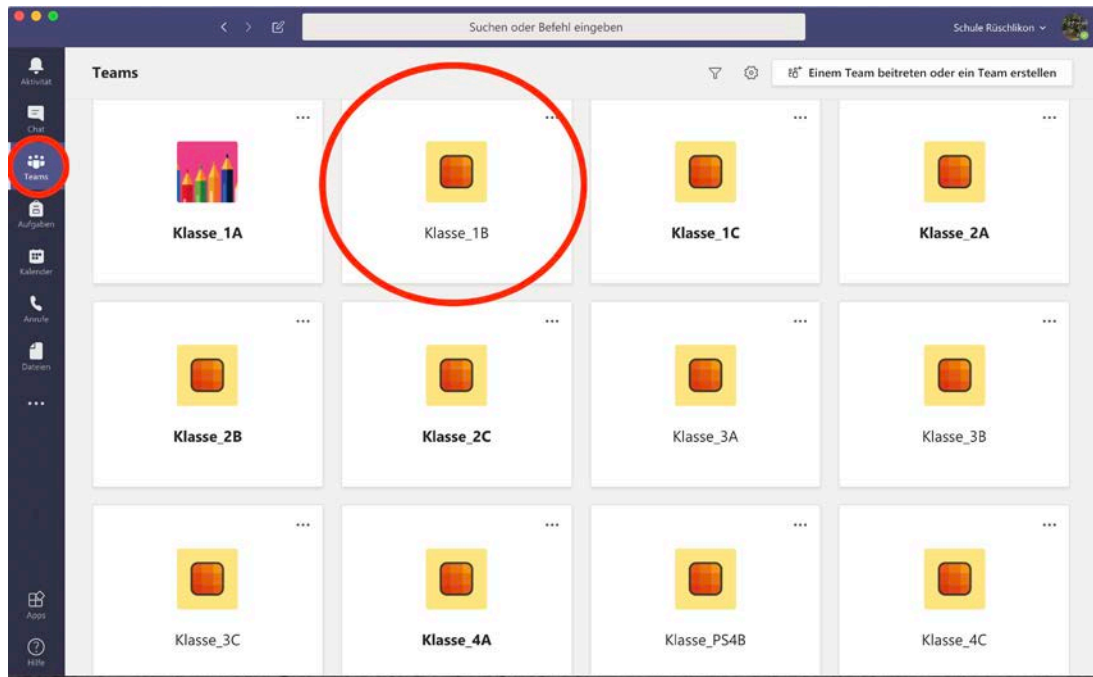 Suchen oder Befehl eingeben
Schule Rüschlikon
Aktivität
Chat
Teams
Aufgaben
Kalender
Anrufe
Dateien
Apps
Hilfe
Teams
Einem Team beitreten oder ein Team erstellen
Klasse_1A
Klasse_1B
Klasse_1C
Klasse_2A
Klasse_2B
Klasse_2C
Klasse_3A
Klasse_3B
Klasse_3C
Klasse_4A
Klasse_PS4B
Klasse_4C